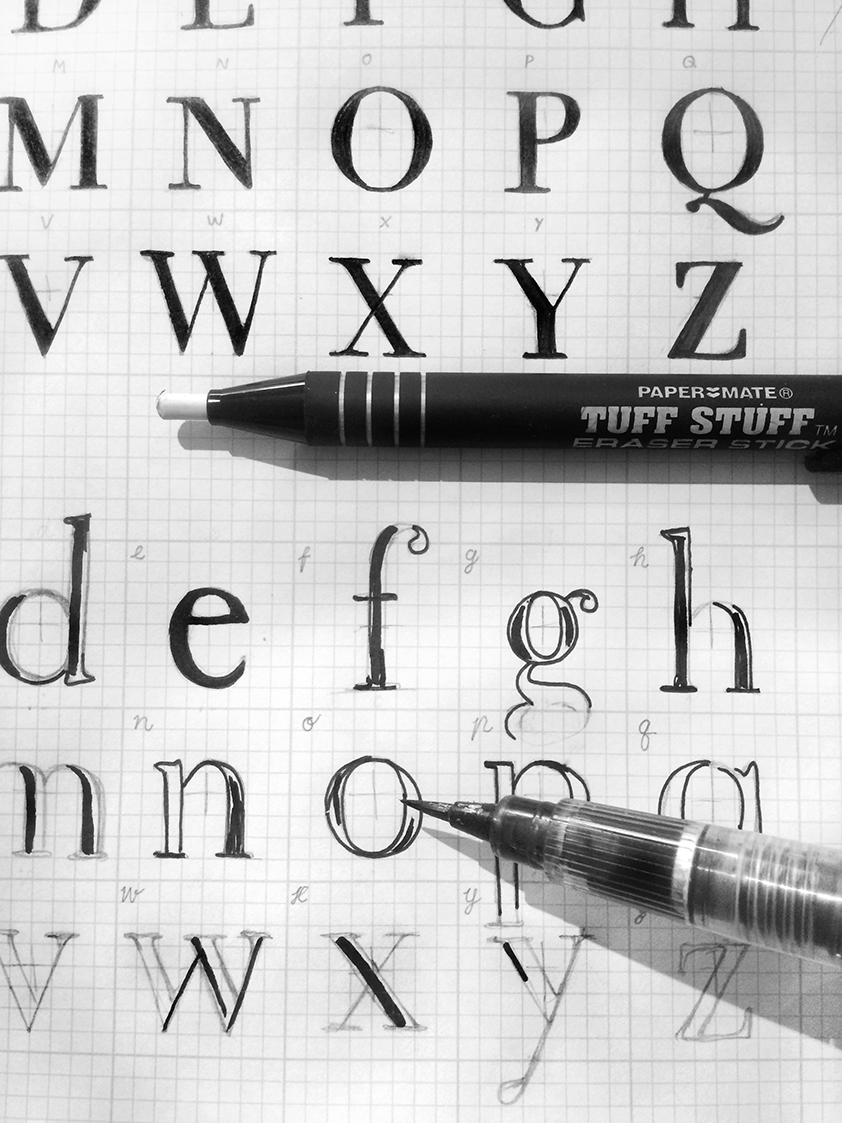 M N O P Q
M N O P Q
V W X Y
V W X Y Z
PAPER MATE®
TUFF STUFF™
ERASER STICK
e f g h
d e f g h
n o p q
m n o p q
w x y
v w x y z